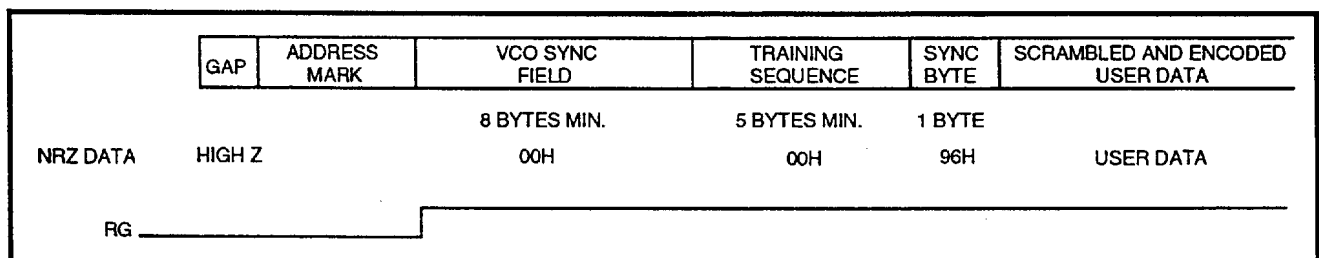 GAP ADDRESS MARK VCO SYNC FIELD TRAINING SEQUENCE SYNC BYTE SCRAMBLED AND ENCODED USER DATA
8 BYTES MIN. 5 BYTES MIN. 1 BYTE
NRZ DATA HIGH Z 00H 00H 96H USER DATA
RG